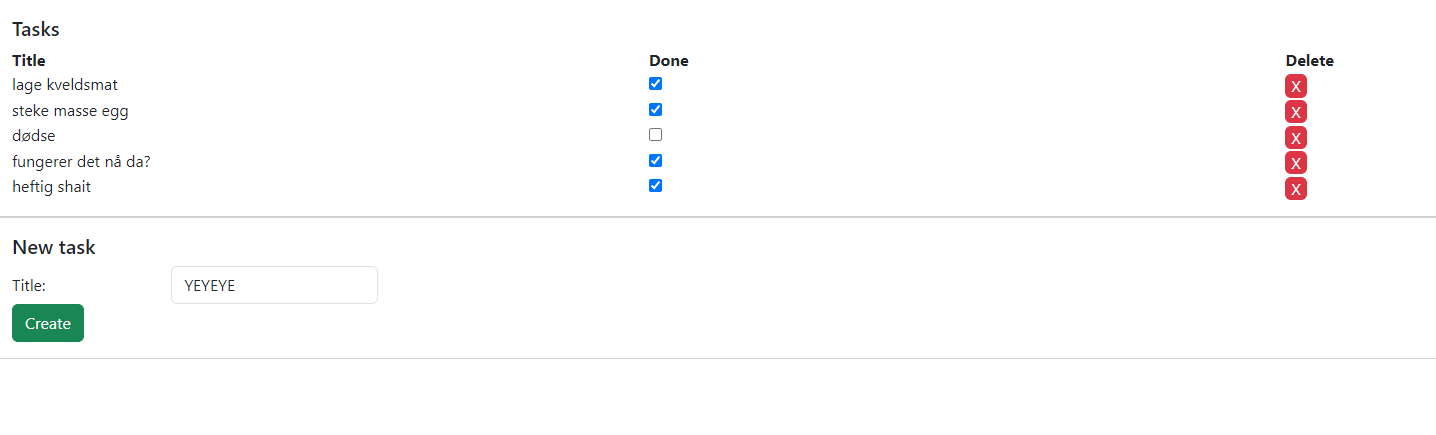 Tasks
Title Done Delete
lage kveldsmat X
steke masse egg X
dødse X
fungerer det nå da? X
heftig shait X
New task
Title: YEYEYE
Create